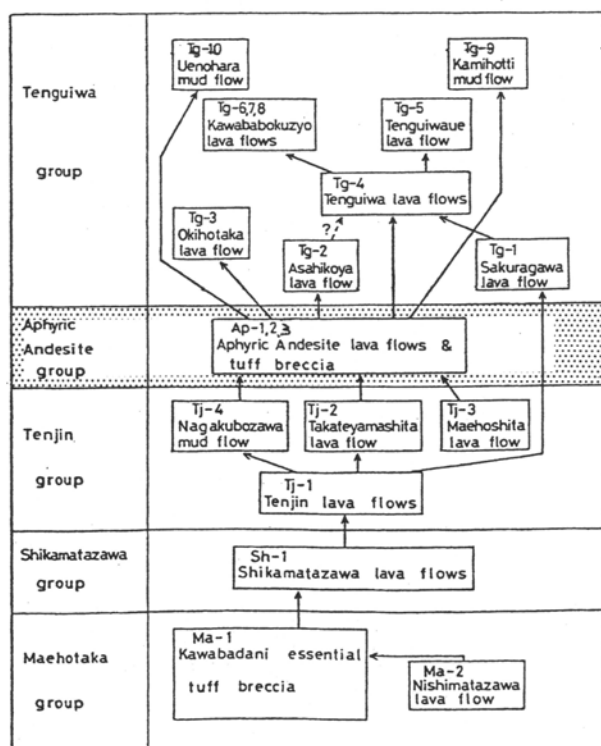 Tenguiwa
group
Tg-10
Uenohara
mud flow
Tg-9
Kamihotti
mud flow
Tg-6,7,8
Kawababokuzyo
lava flows
Tg-5
Tenguiwaue
lava flow
Tg-4
Tenguiwa lava flows
Tg-3
Okihotaka
lava flow
?
Tg-2
Asahikoya
lava flow
Tg-1
Sakuragawa
lava flow
Aphyric
Andesite
group
Ap-1,2,3
Aphyric Andesite lava flows &
tuff breccia
Tenjin
group
Tj-4
Nagakubozawa
mud flow
Tj-2
Takateyamashita
lava flow
Tj-3
Maehoshita
lava flow
Tj-1
Tenjin lava flows
Shikamatazawa
group
Sh-1
Shikamatazawa lava flows
Maehotaka
group
Ma-1
Kawabadani essential
tuff breccia
Ma-2
Nishimatazawa
lava flow